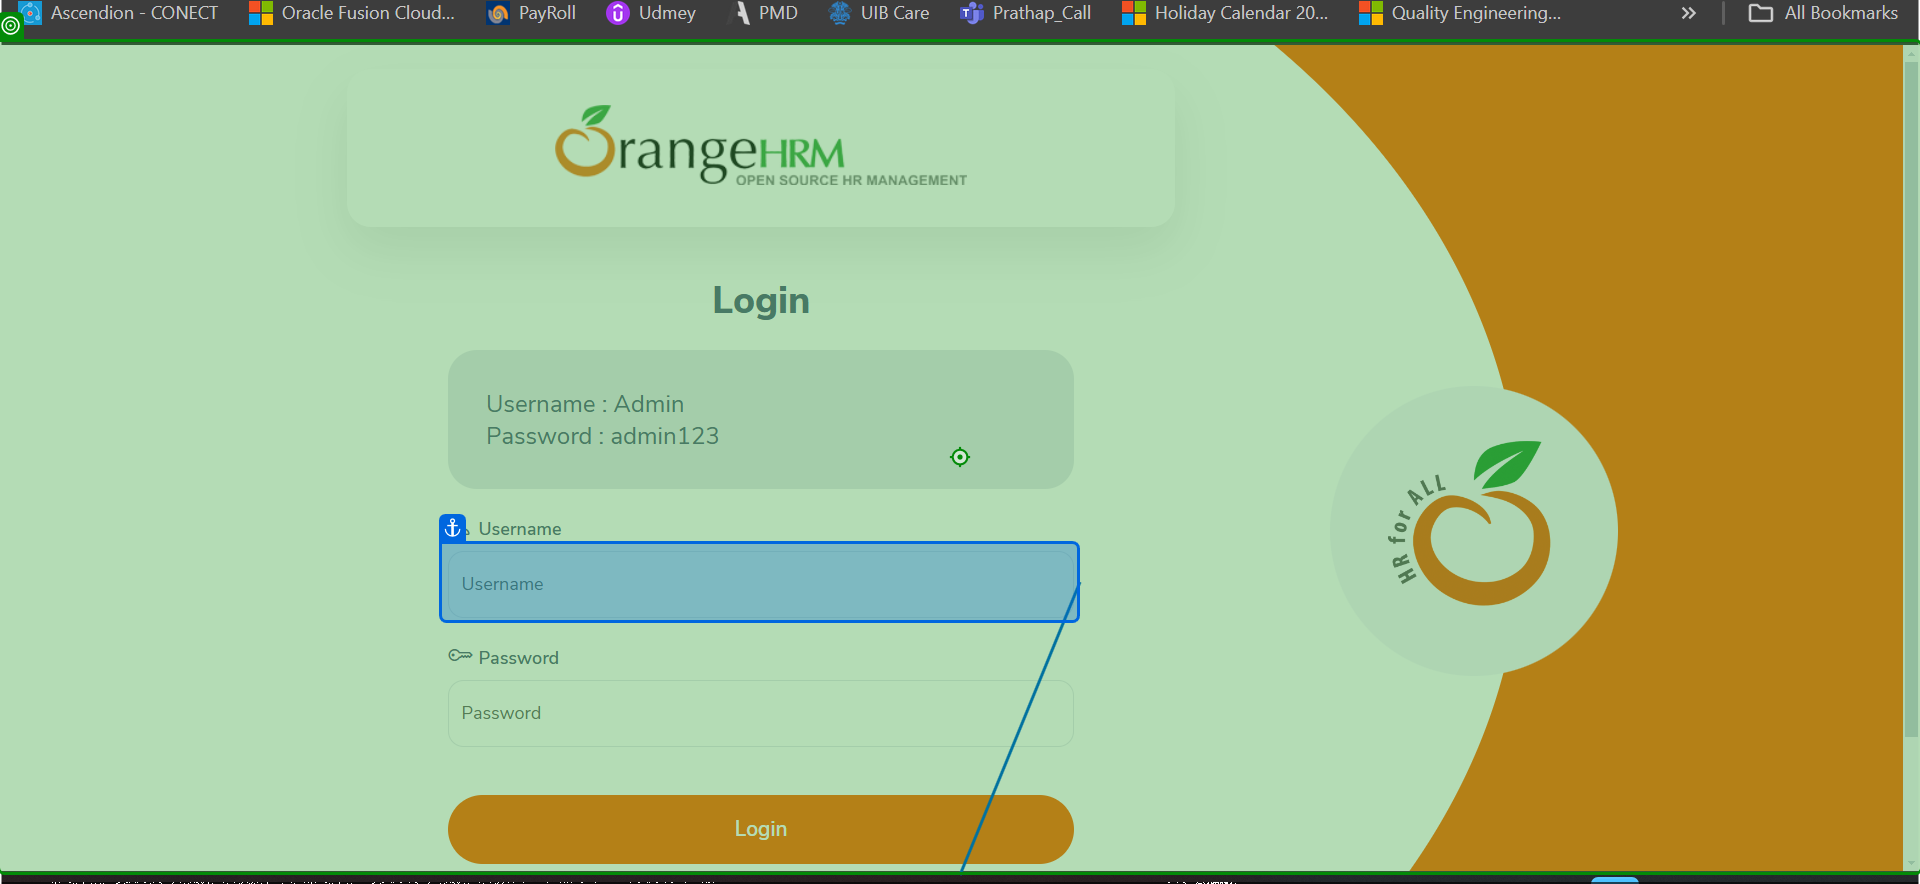 Ascendion - CONECT
Oracle Fusion Cloud...
PayRoll
Udmey
PMD
UIB Care
Prathap_Call
Holiday Calendar 20...
Quality Engineering...
All Bookmarks
OrangeHRM
OPEN SOURCE HR MANAGEMENT
Login
Username : Admin
Password : admin123
Username
Username
Password
Password
Login
HR for ALL